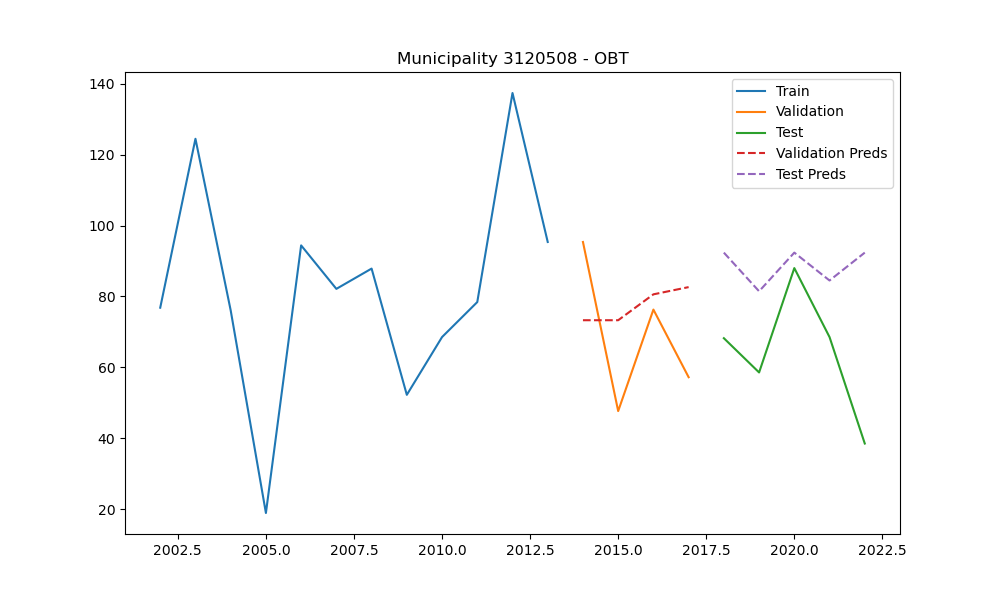 Municipality 3120508 - OBT
140
120
100
80
60
40
20
2002.5 2005.0 2007.5 2010.0 2012.5 2015.0 2017.5 2020.0 2022.5
Train
Validation
Test
Validation Preds
Test Preds